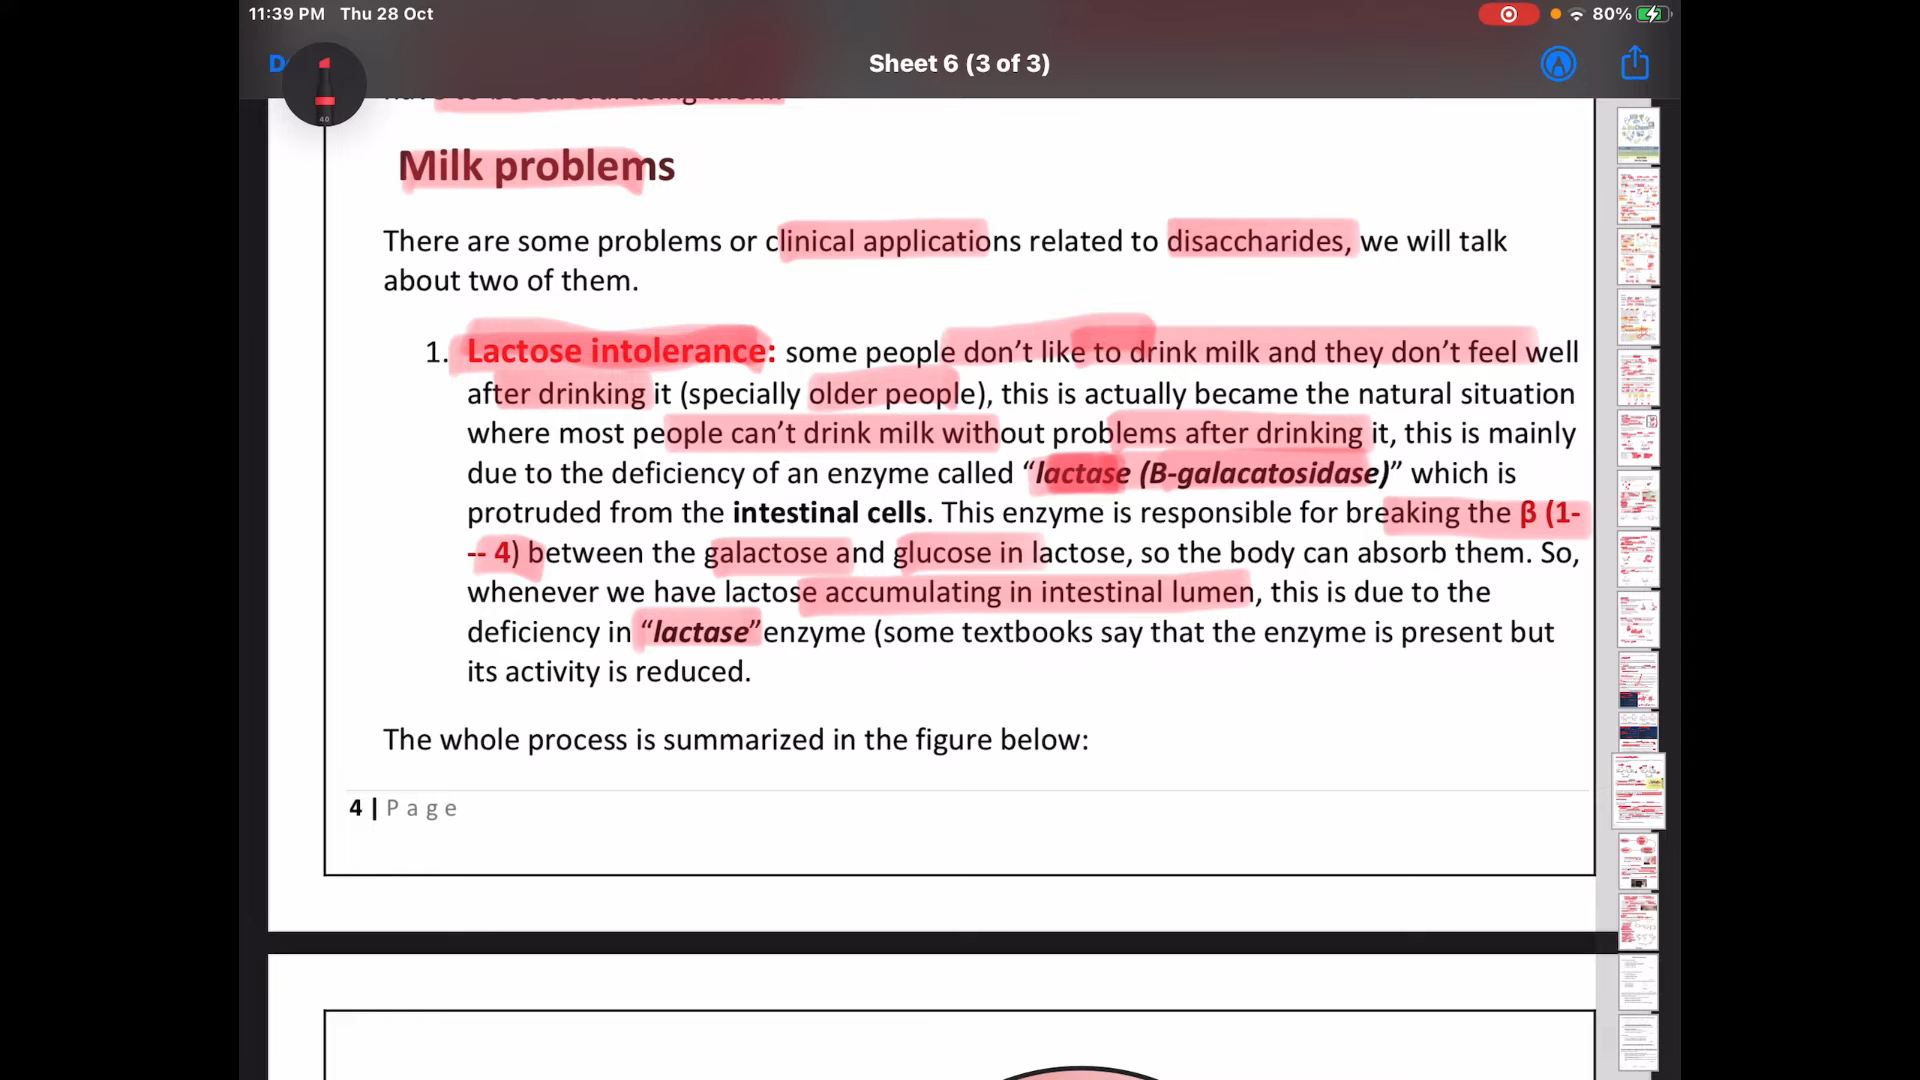 11:39 PM Thu 28 Oct
80%
Sheet 6 (3 of 3)
40
have to be careful using them.
Milk problems
There are some problems or clinical applications related to disaccharides, we will talk
about two of them.
1. Lactose intolerance: some people don’t like to drink milk and they don’t feel well
after drinking it (specially older people), this is actually became the natural situation
where most people can’t drink milk without problems after drinking it, this is mainly
due to the deficiency of an enzyme called “lactase (B-galacatosidase)” which is
protruded from the intestinal cells. This enzyme is responsible for breaking the β (1-
-- 4) between the galactose and glucose in lactose, so the body can absorb them. So,
whenever we have lactose accumulating in intestinal lumen, this is due to the
deficiency in “lactase”enzyme (some textbooks say that the enzyme is present but
its activity is reduced.
The whole process is summarized in the figure below:
4 | Page